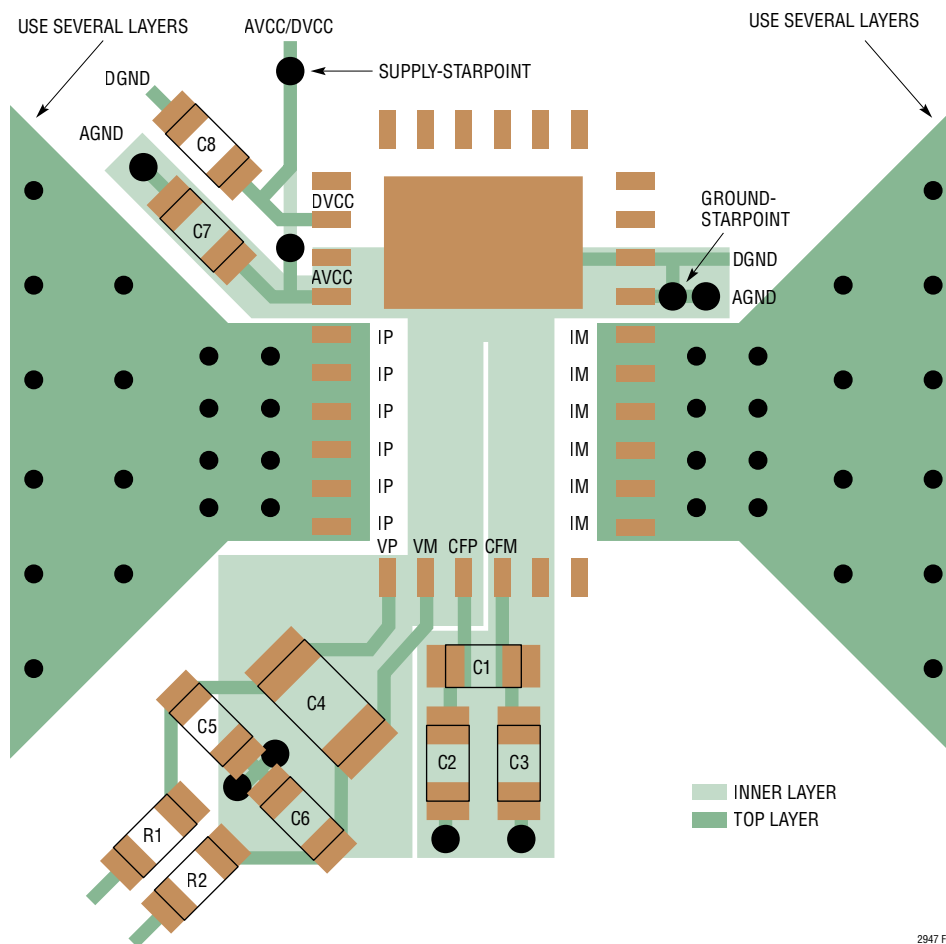 USE SEVERAL LAYERS
AVCC/DVCC
USE SEVERAL LAYERS
SUPPLY-STARPOINT
DGND
AGND
C8
C7
DVCC
AVCC
GROUND-
STARPOINT
DGND
AGND
IP
IM
IP
IM
IP
IM
IP
IM
IP
IM
IP
IM
VP
VM
CFP
CFM
C1
C4
C5
C2
C3
C6
R1
R2
INNER LAYER
TOP LAYER
2947 F